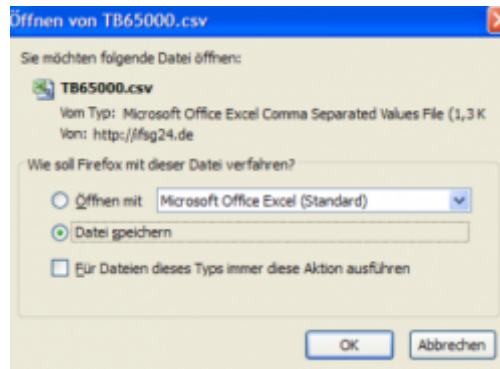 Öffnen von TB65000.csv
Sie möchten folgende Datei öffnen:
TB65000.csv
Vom Typ: Microsoft Office Excel Comma Separated Values File (1,3 K
Von: http://ifsg24.de
Wie soll Firefox mit dieser Datei verfahren?
Öffnen mit Microsoft Office Excel (Standard)
Datei speichern
Für Dateien dieses Typs immer diese Aktion ausführen
OK Abbrechen